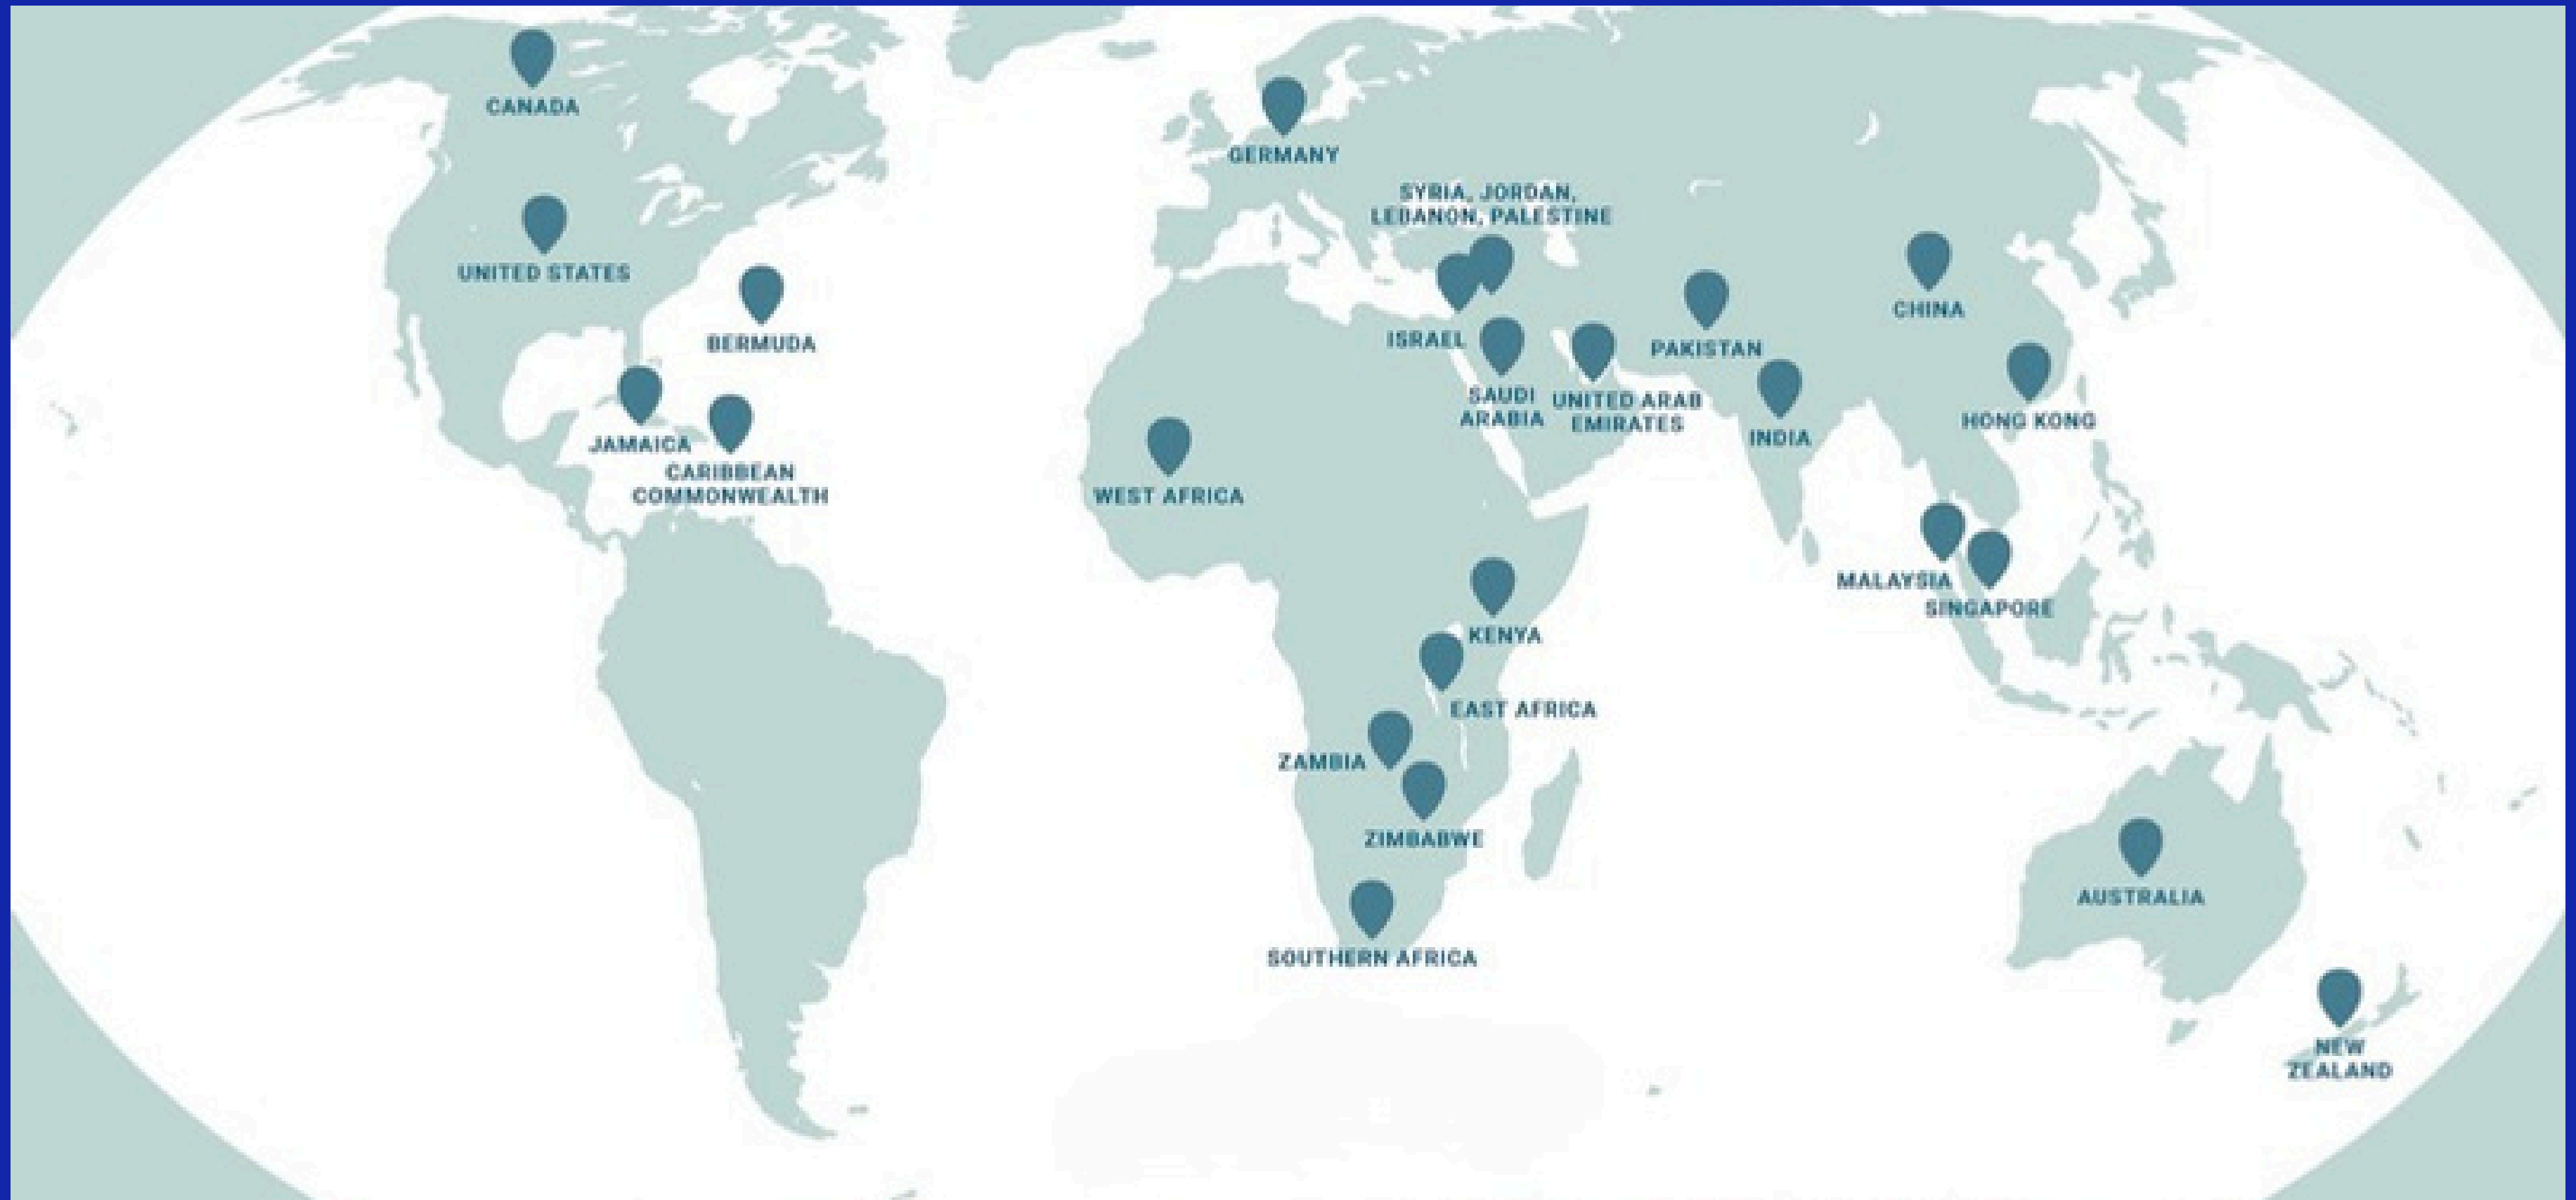 CANADA
GERMANY
SYRIA, JORDAN,
LEBANON, PALESTINE
UNITED STATES
BERMUDA
ISRAEL
PAKISTAN
CHINA
SAUDI
ARABIA
UNITED ARAB
EMIRATES
INDIA
HONG KONG
JAMAICA
CARIBBEAN
COMMONWEALTH
WEST AFRICA
MALAYSIA
SINGAPORE
KENYA
EAST AFRICA
ZAMBIA
ZIMBABWE
AUSTRALIA
SOUTHERN AFRICA
NEW
ZEALAND